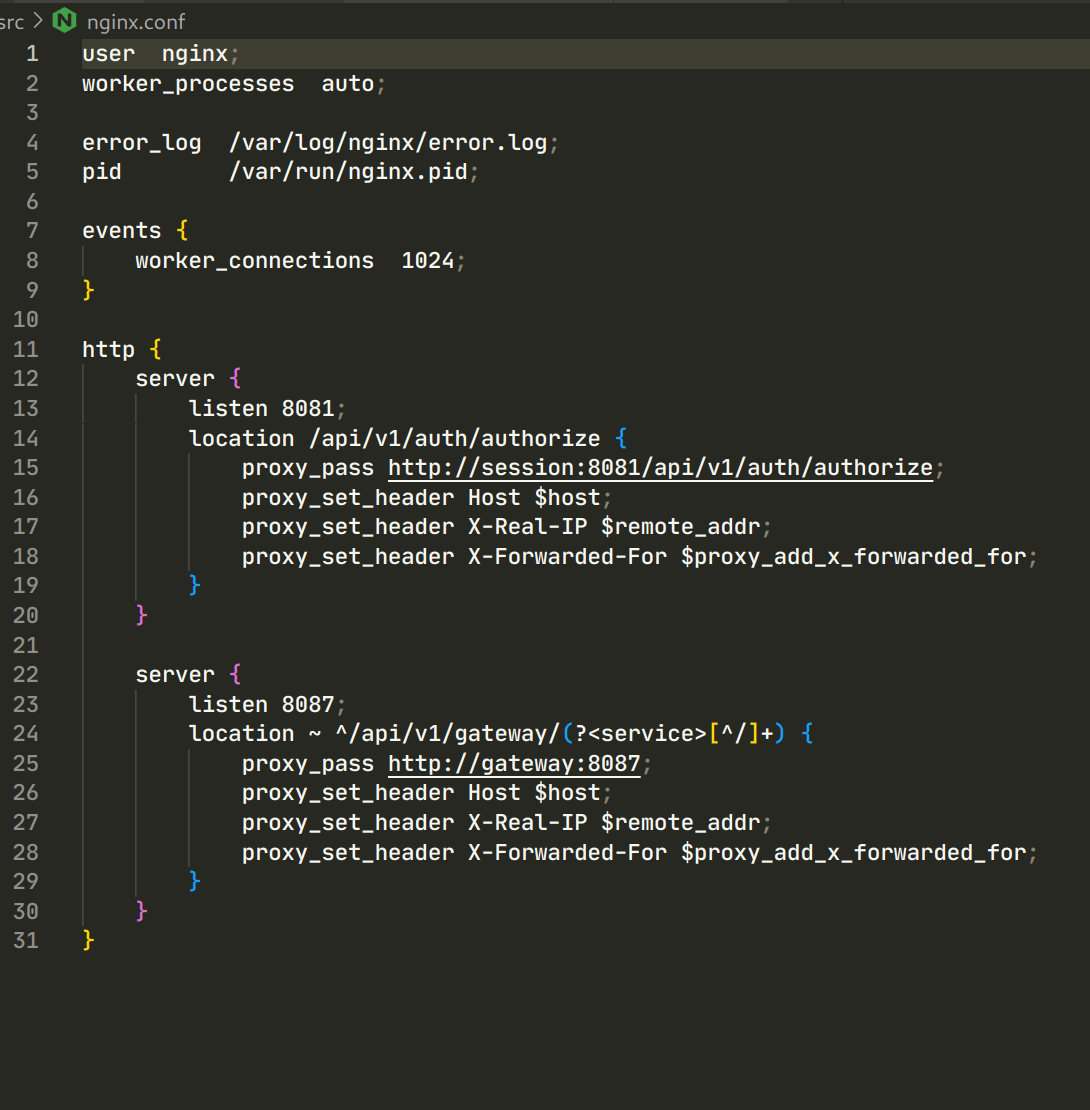 src > nginx.conf
1 user  nginx;
2 worker_processes  auto;
3
4 error_log  /var/log/nginx/error.log;
5 pid        /var/run/nginx.pid;
6
7 events {
8     worker_connections  1024;
9 }
10
11 http {
12     server {
13         listen 8081;
14         location /api/v1/auth/authorize {
15             proxy_pass http://session:8081/api/v1/auth/authorize;
16             proxy_set_header Host $host;
17             proxy_set_header X-Real-IP $remote_addr;
18             proxy_set_header X-Forwarded-For $proxy_add_x_forwarded_for;
19         }
20     }
21
22     server {
23         listen 8087;
24         location ~ ^/api/v1/gateway/(?<service>[^/]+) {
25             proxy_pass http://gateway:8087;
26             proxy_set_header Host $host;
27             proxy_set_header X-Real-IP $remote_addr;
28             proxy_set_header X-Forwarded-For $proxy_add_x_forwarded_for;
29         }
30     }
31 }